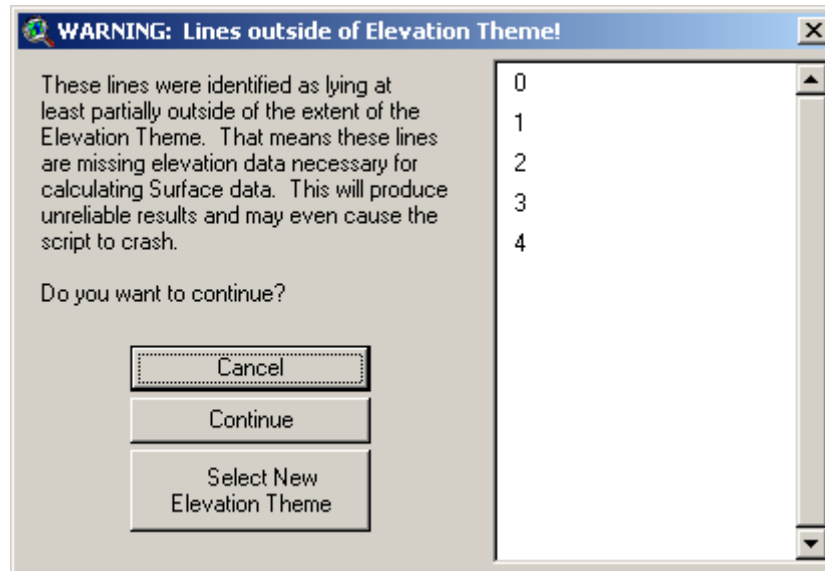 WARNING: Lines outside of Elevation Theme!
These lines were identified as lying at
least partially outside of the extent of the
Elevation Theme. That means these lines
are missing elevation data necessary for
calculating Surface data. This will produce
unreliable results and may even cause the
script to crash.
Do you want to continue?
Cancel
Continue
Select New
Elevation Theme
0
1
2
3
4